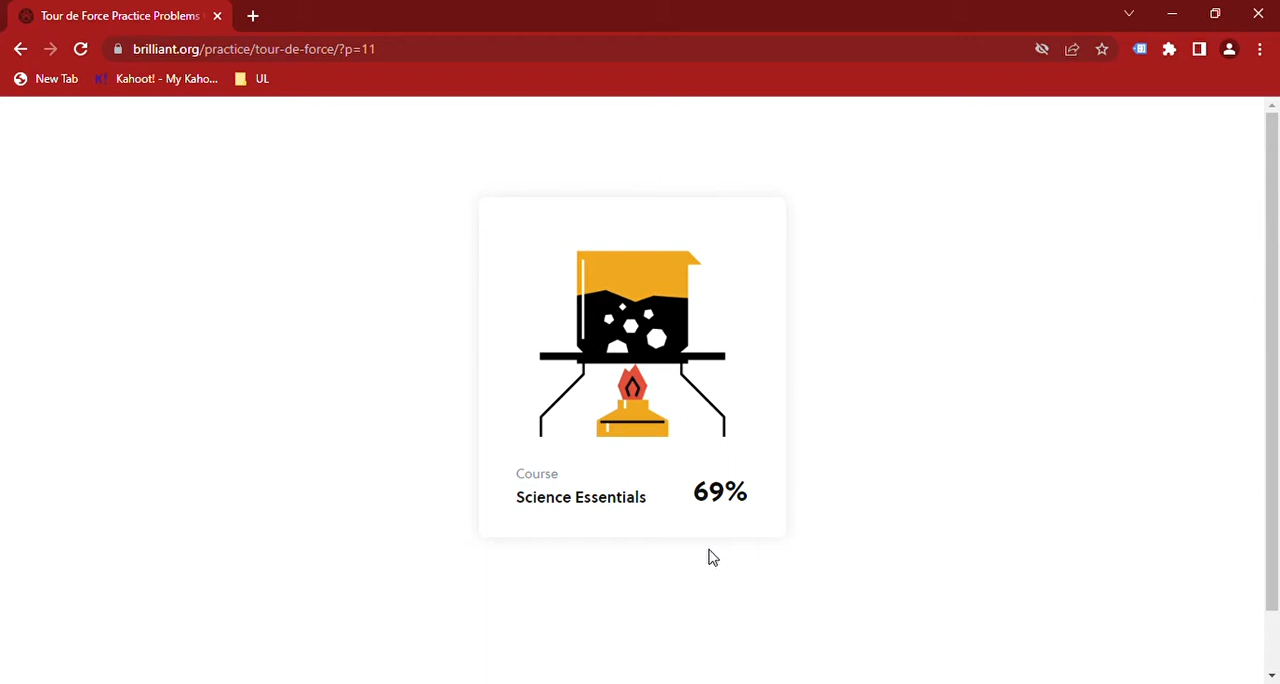 Tour de Force Practice Problems
brilliant.org/practice/tour-de-force/?p=11
New Tab
K! Kahoot! - My Kaho...
UL
Course
Science Essentials
69%